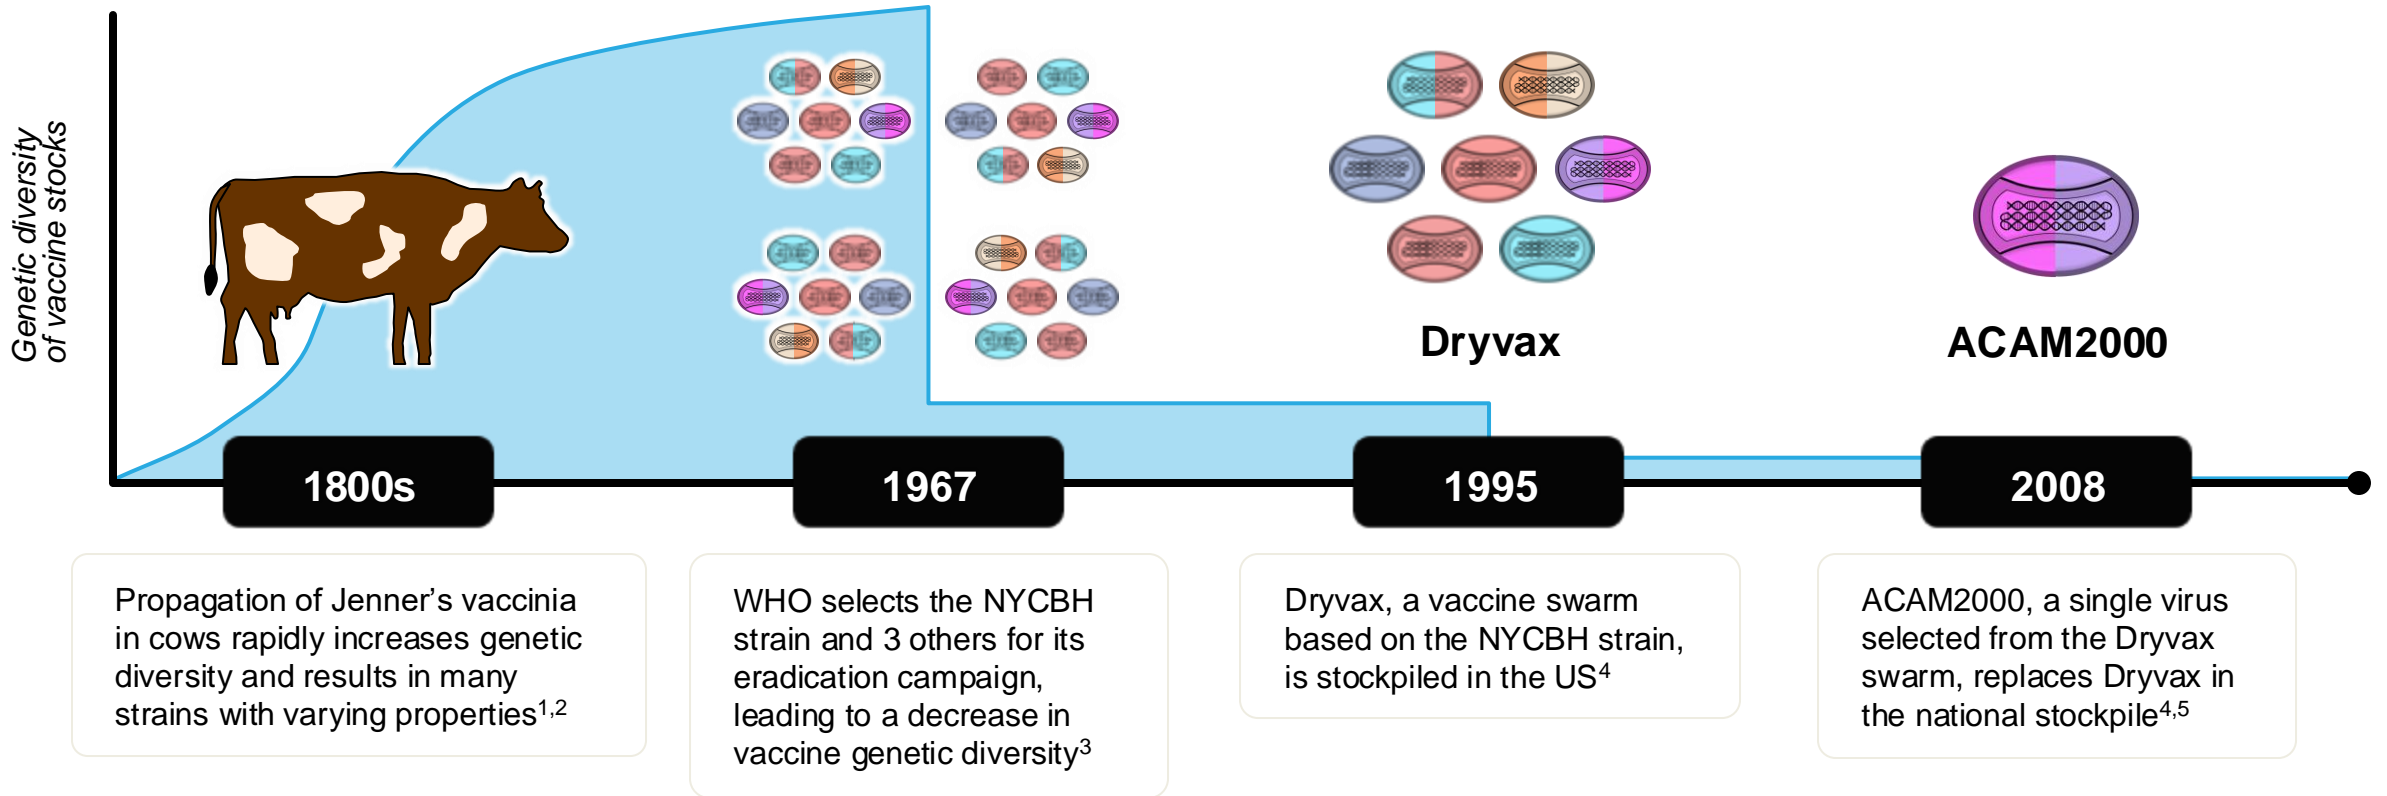 Genetic diversity
of vaccine stocks
Dryvax
ACAM2000
1800s
1967
1995
2008
Propagation of Jenner’s vaccinia
in cows rapidly increases genetic
diversity and results in many
strains with varying properties1,2
WHO selects the NYCBH
strain and 3 others for its
eradication campaign,
leading to a decrease in
vaccine genetic diversity3
Dryvax, a vaccine swarm
based on the NYCBH strain,
is stockpiled in the US4
ACAM2000, a single virus
selected from the Dryvax
swarm, replaces Dryvax in
the national stockpile4,5